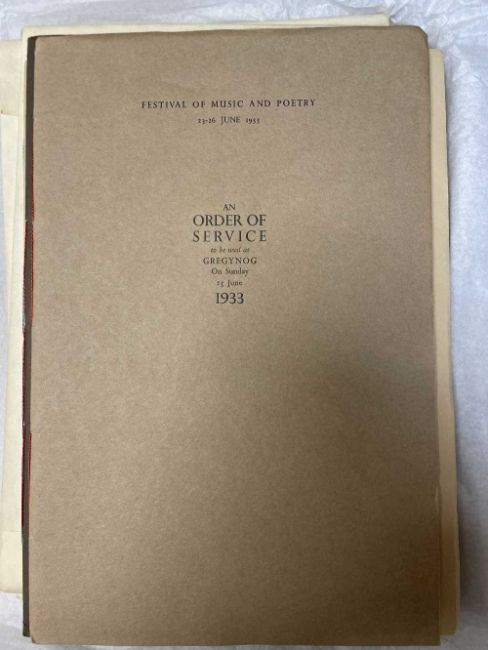 FESTIVAL OF MUSIC AND POETRY
23-26 JUNE 1933
AN
ORDER OF
SERVICE
to be used at
GREGYNOG
On Sunday
25 June
1933